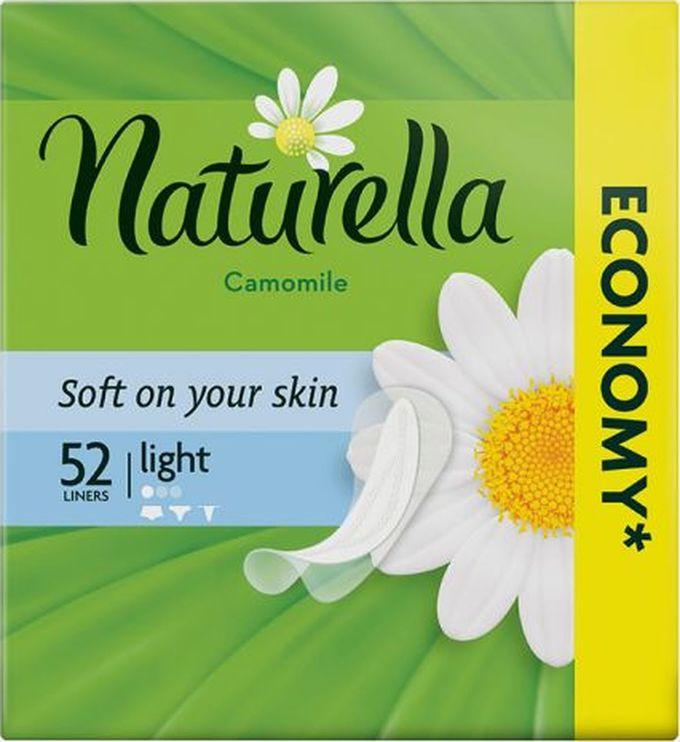 Naturella
Camomile
Soft on your skin
52
LINERS
light
ECONOMY*